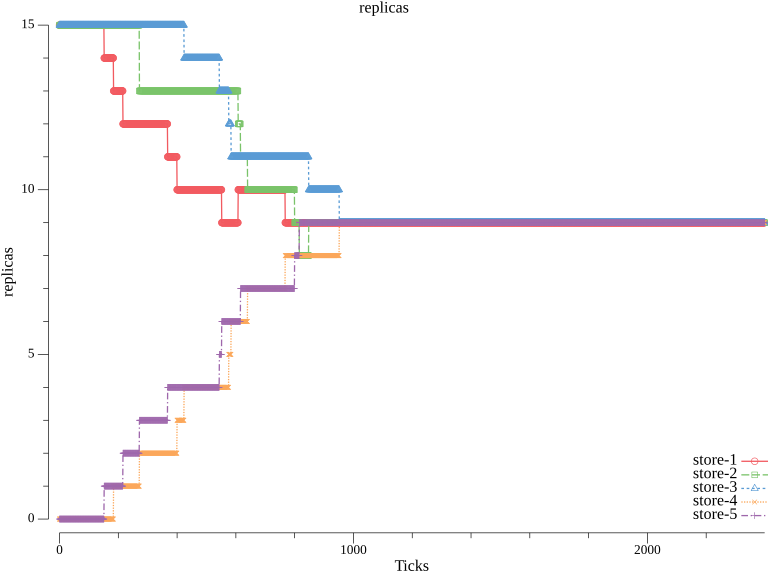 replicas
15
10
5
0
replicas
0
1000
2000
Ticks
store-1
store-2
store-3
store-4
store-5